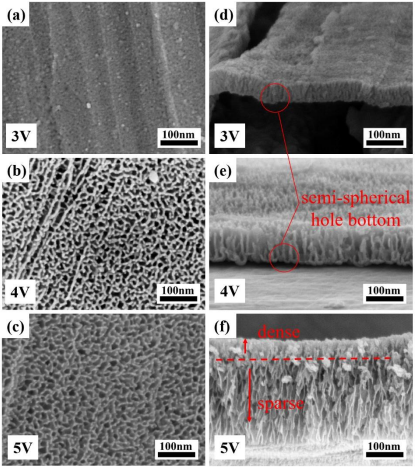 (a)
3V
100nm
(d)
3V
100nm
(b)
4V
100nm
(e)
semi-spherical
hole bottom
4V
100nm
(c)
5V
100nm
(f)
dense
sparse
5V
100nm